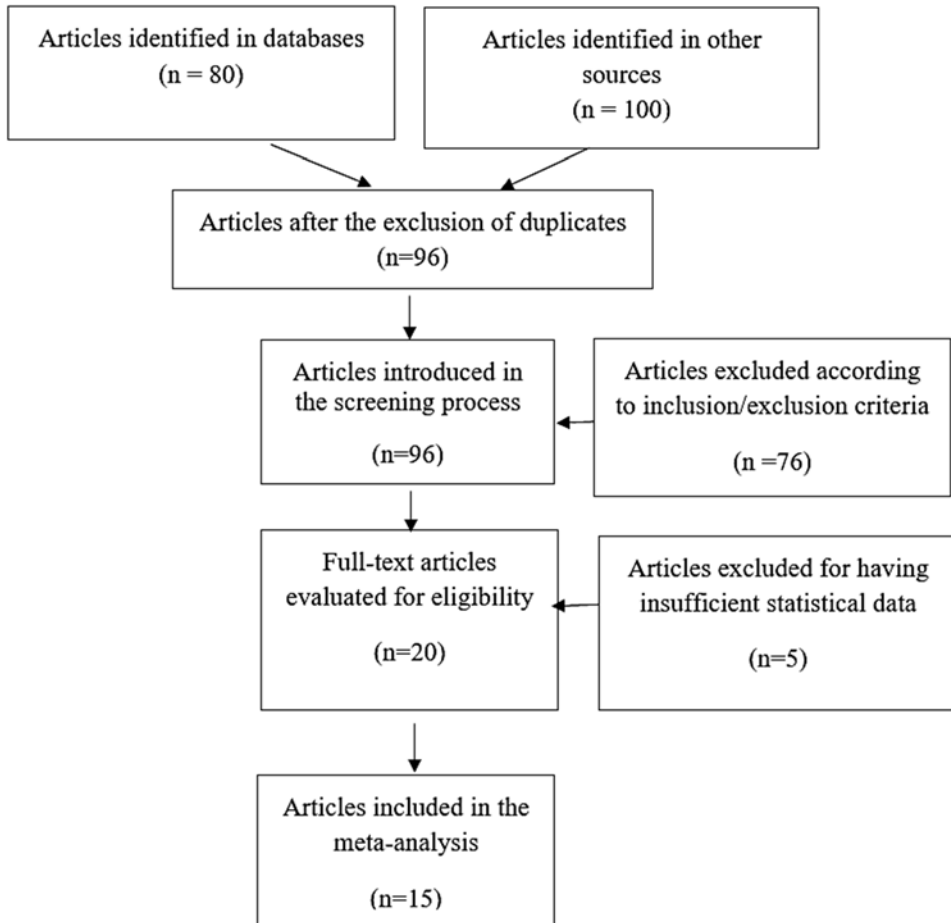 Articles identified in databases
(n = 80)
Articles identified in other
sources
(n = 100)
Articles after the exclusion of duplicates
(n=96)
Articles introduced in
the screening process
(n=96)
Articles excluded according
to inclusion/exclusion criteria
(n =76)
Full-text articles
evaluated for eligibility
(n=20)
Articles excluded for having
insufficient statistical data
(n=5)
Articles included in the
meta-analysis
(n=15)